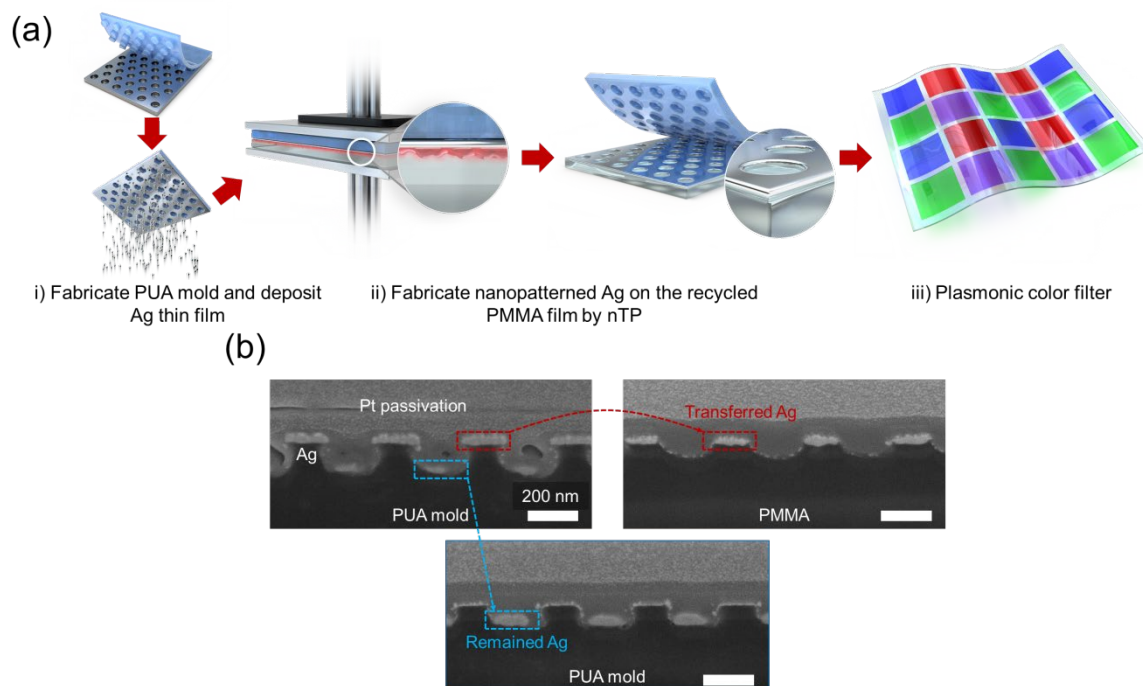 (a)
i) Fabricate PUA mold and deposit
Ag thin film
ii) Fabricate nanopatterned Ag on the recycled
PMMA film by nTP
iii) Plasmonic color filter
(b)
Pt passivation
Ag
200 nm
PUA mold
Transferred Ag
PMMA
Remained Ag
PUA mold